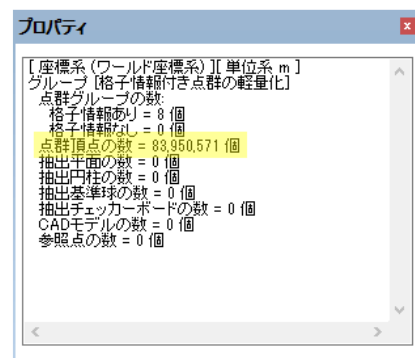 プロパティ
[ 座標系 (ワールド座標系) ][ 単位系 m ]
グループ [格子情報付き点群の軽量化]
点群グループの数:
格子情報あり = 8 個
格子情報なし = 0 個
点群頂点の数 = 83,950,571 個
抽出平面の数 = 0 個
抽出円柱の数 = 0 個
抽出基準球の数 = 0 個
抽出チェッカーボードの数 = 0 個
CADモデルの数 = 0 個
参照点の数 = 0 個